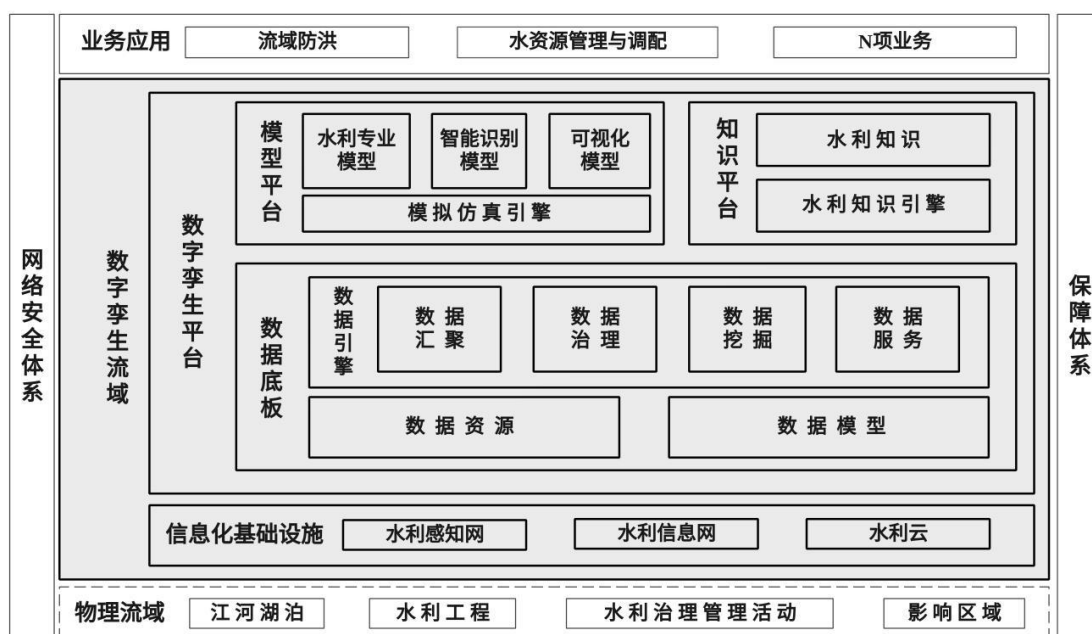 业务应用
流域防洪
水资源管理与调配
N项业务
网络安全体系
保障体系
数字孪生流域
数字孪生平台
模型平台
水利专业
模型
智能识别
模型
可视化
模型
模拟仿真引擎
知识平台
水利知识
水利知识引擎
数据底板
数据引擎
数据
汇聚
数据
治理
数据
挖掘
数据
服务
数据资源
数据模型
信息化基础设施
水利感知网
水利信息网
水利云
物理流域
江河湖泊
水利工程
水利治理管理活动
影响区域